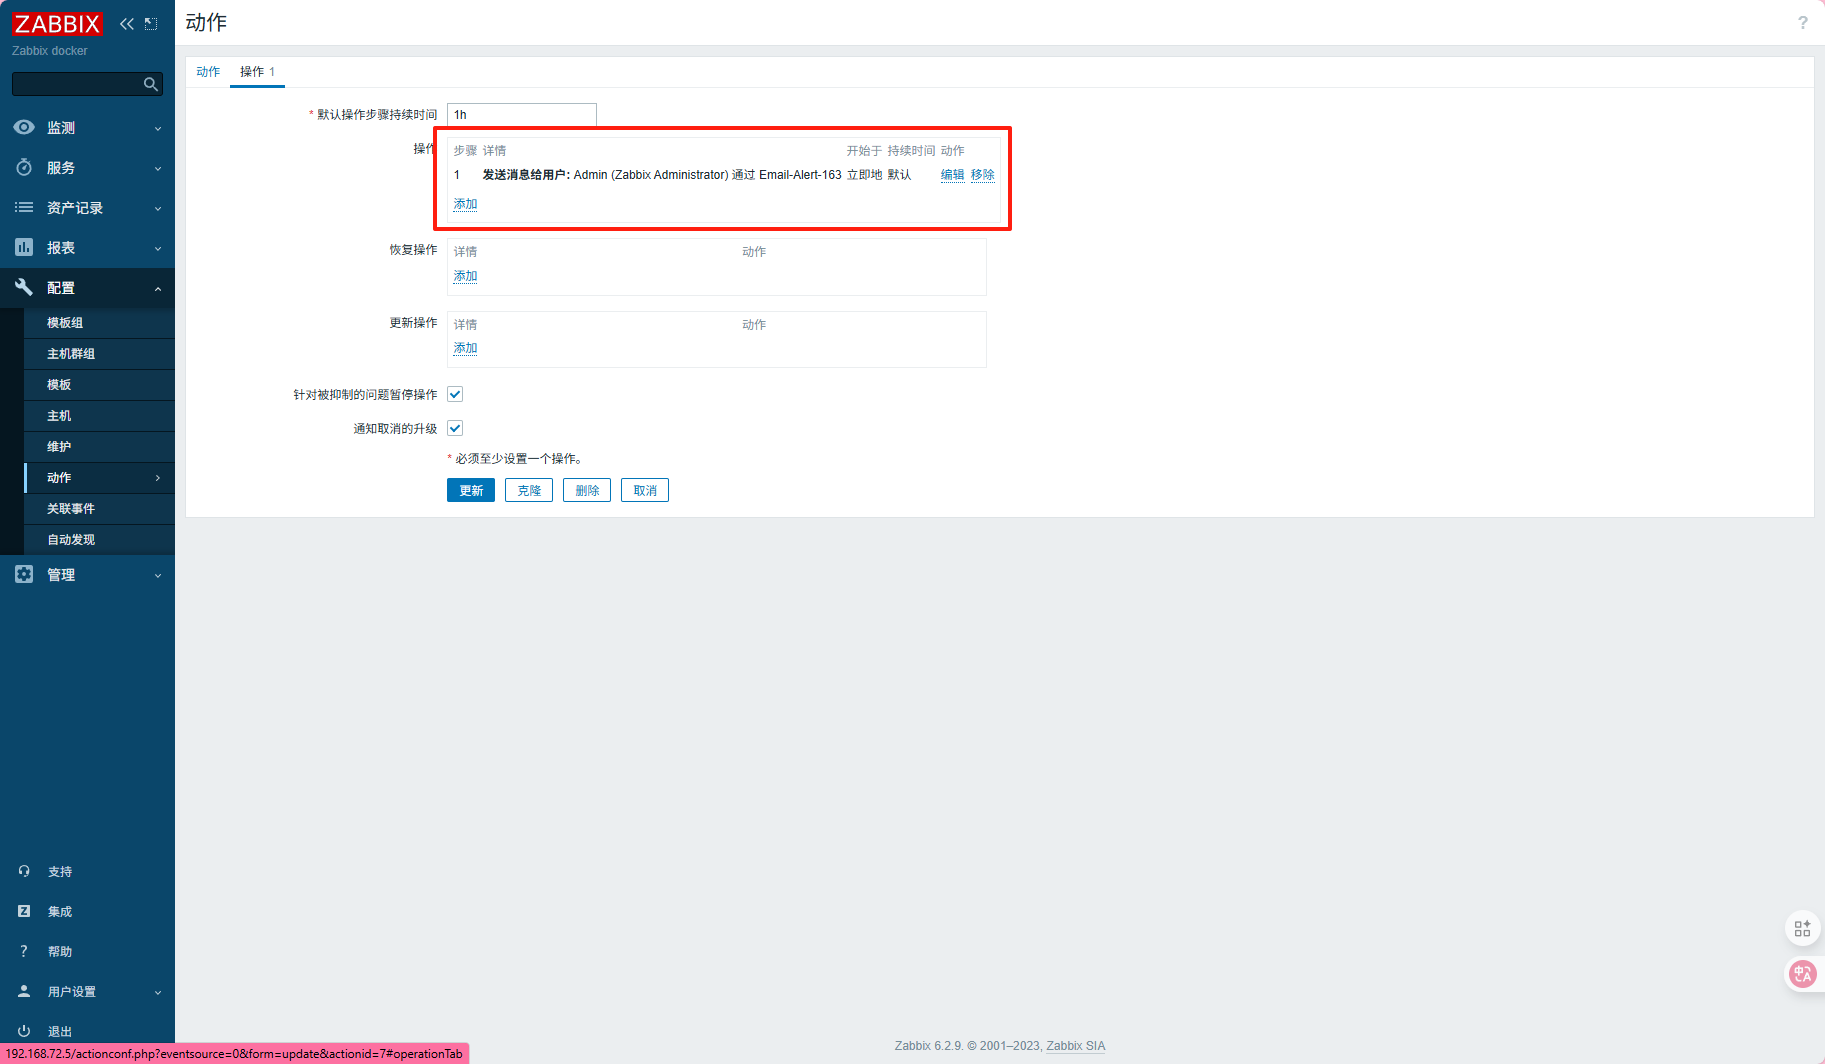 ZABBIX
Zabbix docker
监测
服务
资产记录
报表
配置
模板组
主机群组
模板
主机
维护
动作
关联事件
自动发现
管理
支持
集成
帮助
用户设置
退出
192.168.72.5/actionconf.php?eventsource=0&form=update&actionid=7#operationTab
动作
?
动作 操作 1
* 默认操作步骤持续时间 1h
操作 步骤 详情 开始于 持续时间 动作
1 发送消息给用户: Admin (Zabbix Administrator) 通过 Email-Alert-163 立即地 默认 编辑 移除
添加
恢复操作 详情 动作
添加
更新操作 详情 动作
添加
针对被抑制的问题暂停操作
通知取消的升级
* 必须至少设置一个操作。
更新 克隆 删除 取消
Zabbix 6.2.9. © 2001–2023, Zabbix SIA